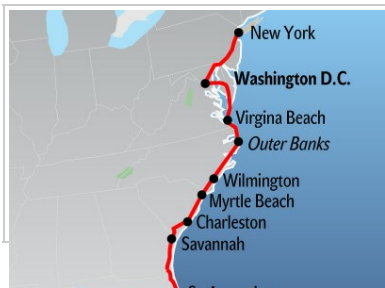 New York
Washington D.C.
Virgina Beach
Outer Banks
Wilmington
Myrtle Beach
Charleston
Savannah